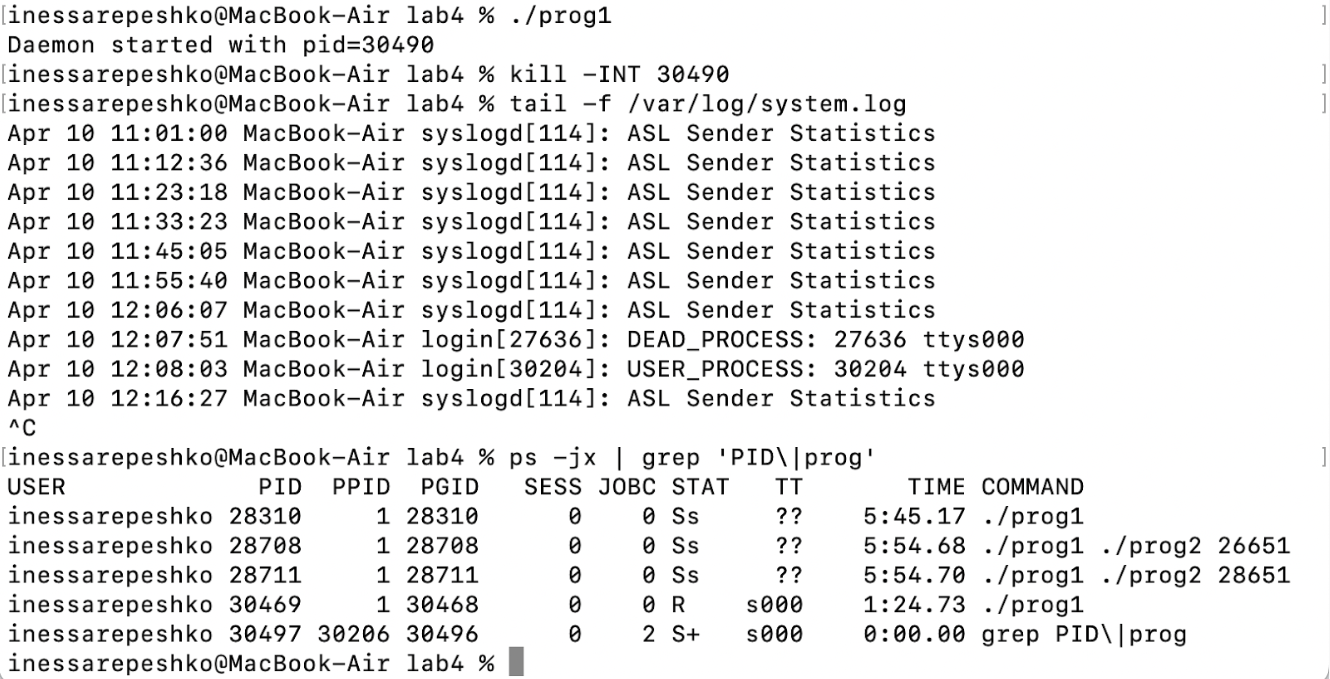 [inessarepeshko@MacBook-Air lab4 % ./prog1 ]
Daemon started with pid=30490
[inessarepeshko@MacBook-Air lab4 % kill -INT 30490 ]
[inessarepeshko@MacBook-Air lab4 % tail -f /var/log/system.log ]
Apr 10 11:01:00 MacBook-Air syslogd[114]: ASL Sender Statistics
Apr 10 11:12:36 MacBook-Air syslogd[114]: ASL Sender Statistics
Apr 10 11:23:18 MacBook-Air syslogd[114]: ASL Sender Statistics
Apr 10 11:33:23 MacBook-Air syslogd[114]: ASL Sender Statistics
Apr 10 11:45:05 MacBook-Air syslogd[114]: ASL Sender Statistics
Apr 10 11:55:40 MacBook-Air syslogd[114]: ASL Sender Statistics
Apr 10 12:06:07 MacBook-Air syslogd[114]: ASL Sender Statistics
Apr 10 12:07:51 MacBook-Air login[27636]: DEAD_PROCESS: 27636 ttys000
Apr 10 12:08:03 MacBook-Air login[30204]: USER_PROCESS: 30204 ttys000
Apr 10 12:16:27 MacBook-Air syslogd[114]: ASL Sender Statistics
^C
[inessarepeshko@MacBook-Air lab4 % ps -jx | grep 'PID\|prog' ]
USER PID PPID PGID SESS JOBC STAT TT TIME COMMAND
inessarepeshko 28310 1 28310 0 0 Ss ?? 5:45.17 ./prog1
inessarepeshko 28708 1 28708 0 0 Ss ?? 5:54.68 ./prog1 ./prog2 26651
inessarepeshko 28711 1 28711 0 0 Ss ?? 5:54.70 ./prog1 ./prog2 28651
inessarepeshko 30469 1 30468 0 0 R s000 1:24.73 ./prog1
inessarepeshko 30497 30206 30496 0 2 S+ s000 0:00.00 grep PID\|prog
inessarepeshko@MacBook-Air lab4 %